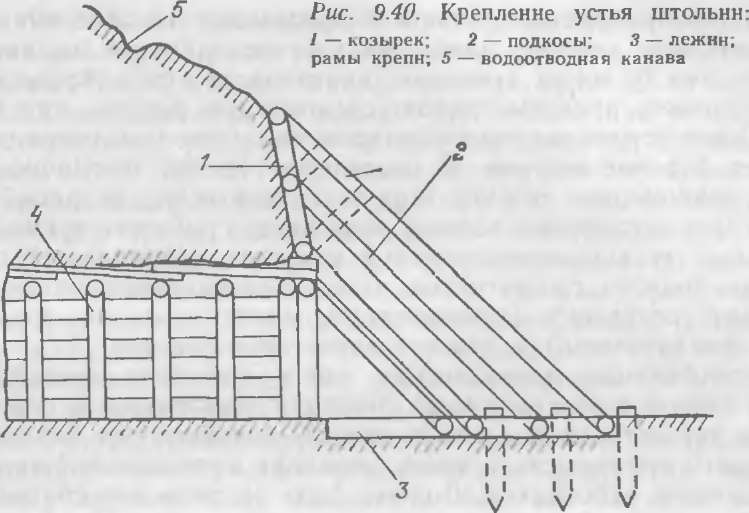 Рис. 9.40. Крепление устья штольни:
1 — козырек; 2 — подкосы; 3 — лежни;
рамы крепи; 5 — водоотводная канава
5
1
2
4
3